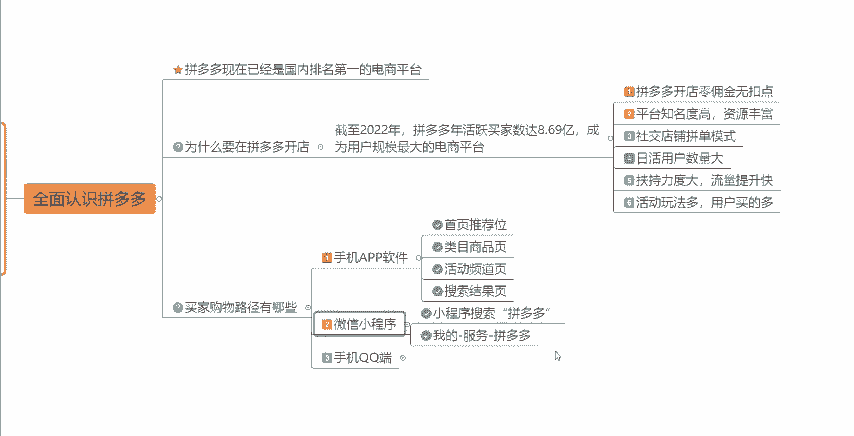 全面认识拼多多
拼多多现在已经是国内排名第一的电商平台
为什么要在拼多多开店
截至2022年，拼多多年活跃买家数达8.69亿，成
为用户规模最大的电商平台
1拼多多开店零佣金无扣点
2平台知名度高，资源丰富
3社交店铺拼单模式
4日活用户数量大
5扶持力度大，流量提升快
6活动玩法多，用户买的多
买家购物路径有哪些
1手机APP软件
首页推荐位
类目商品页
活动频道页
搜索结果页
2微信小程序
小程序搜索“拼多多”
我的-服务-拼多多
3手机QQ端